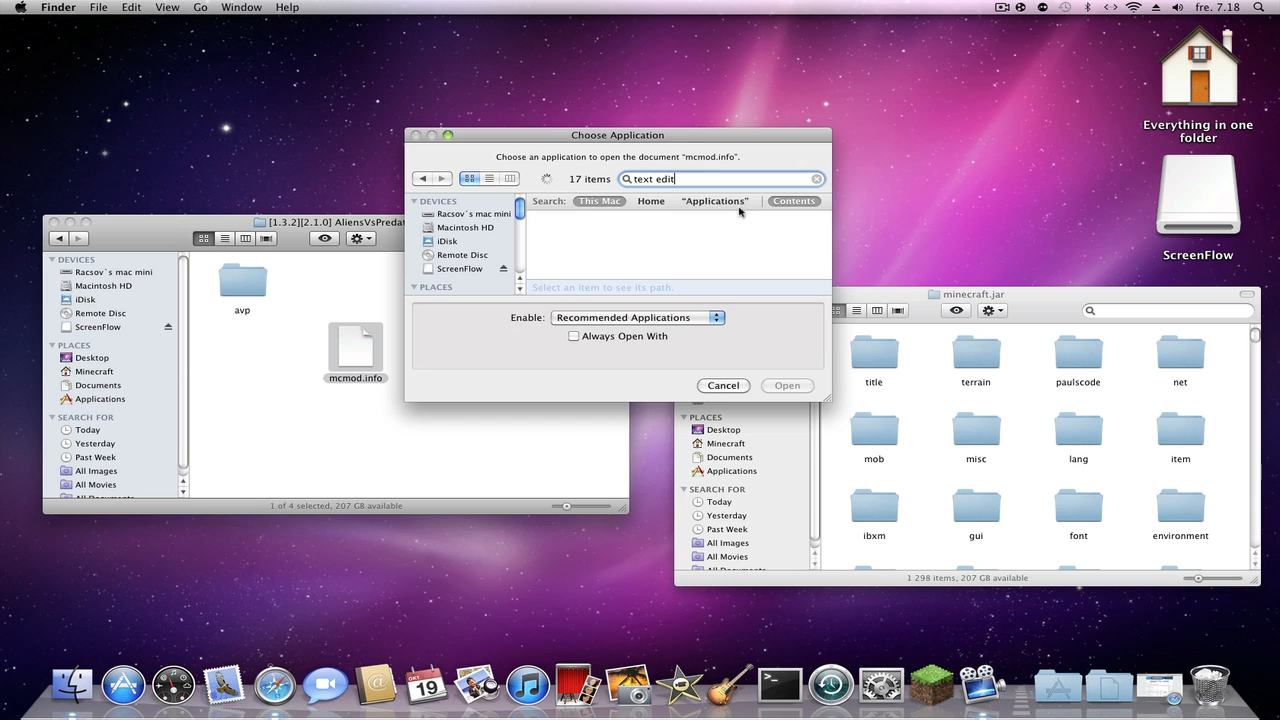 Finder File Edit View Go Window Help
fre. 7.18
Everything in one
folder
ScreenFlow
Choose Application
Choose an application to open the document “mcmod.info”.
17 items
text edit
Search: This Mac Home “Applications” Contents
DEVICES
Racsov`s mac mini
Macintosh HD
iDisk
Remote Disc
ScreenFlow
PLACES
Select an item to see its path.
Enable: Recommended Applications
Always Open With
Cancel Open
[1.3.2][2.1.0] AliensVsPredat
DEVICES
Racsov`s mac mini
Macintosh HD
iDisk
Remote Disc
ScreenFlow
PLACES
Desktop
Minecraft
Documents
Applications
SEARCH FOR
Today
Yesterday
Past Week
All Images
All Movies
All Documents
avp
mcmod.info
1 of 4 selected, 207 GB available
minecraft.jar
PLACES
Desktop
Minecraft
Documents
Applications
SEARCH FOR
Today
Yesterday
Past Week
All Images
All Movies
All Documents
title terrain paulscode net
mob misc lang item
ibxm gui font environment
1 298 items, 207 GB available
OKT
19